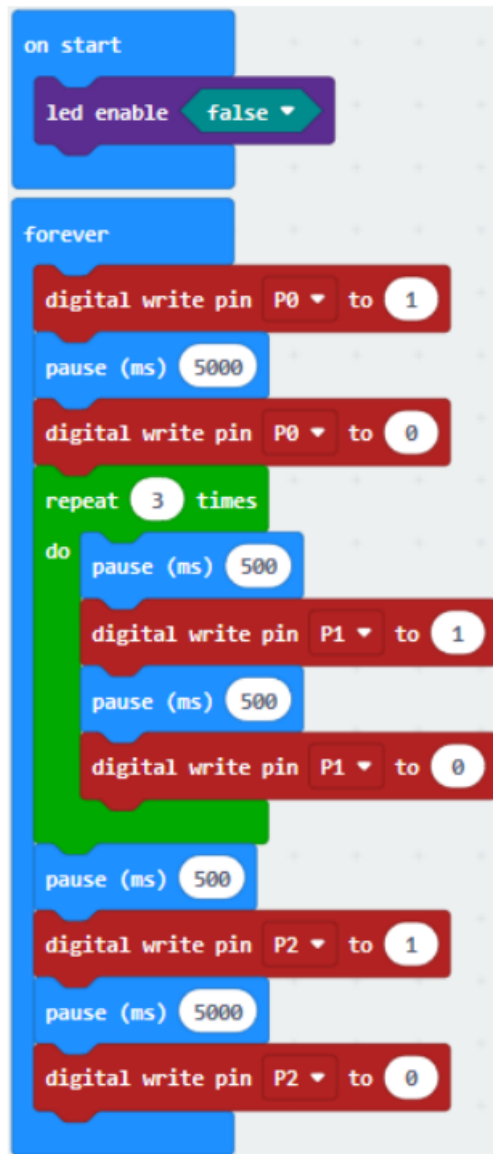 on start
led enable false
forever
digital write pin P0 to 1
pause (ms) 5000
digital write pin P0 to 0
repeat 3 times
do
pause (ms) 500
digital write pin P1 to 1
pause (ms) 500
digital write pin P1 to 0
pause (ms) 500
digital write pin P2 to 1
pause (ms) 5000
digital write pin P2 to 0